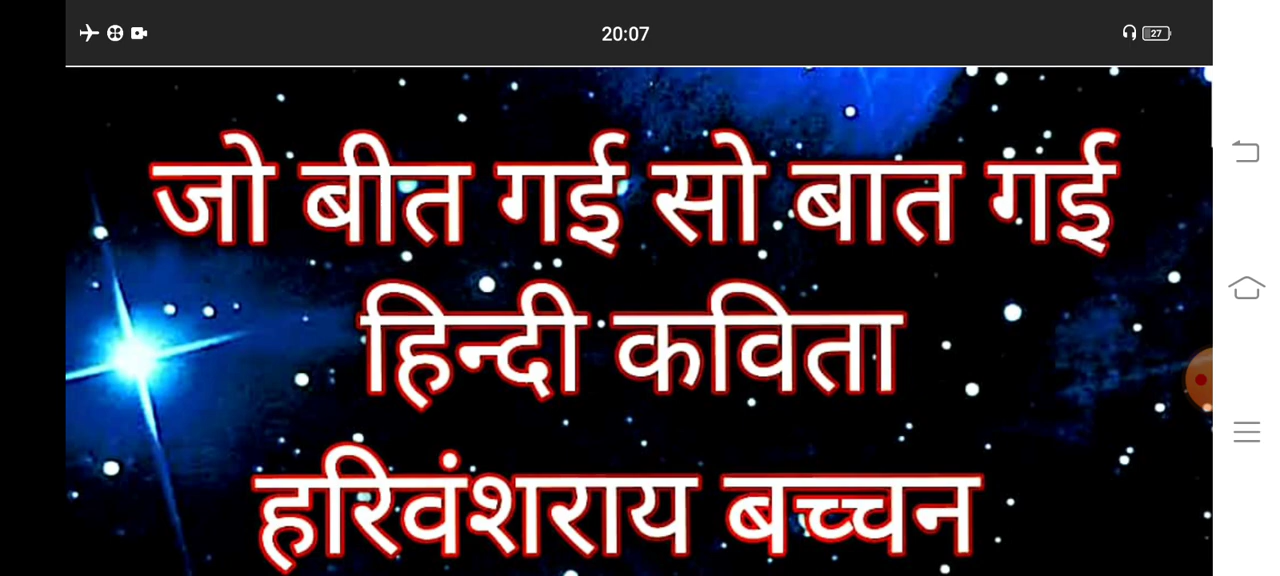 20:07
27
जो बीत गई सो बात गई
हिन्दी कविता
हरिवंशराय बच्चन